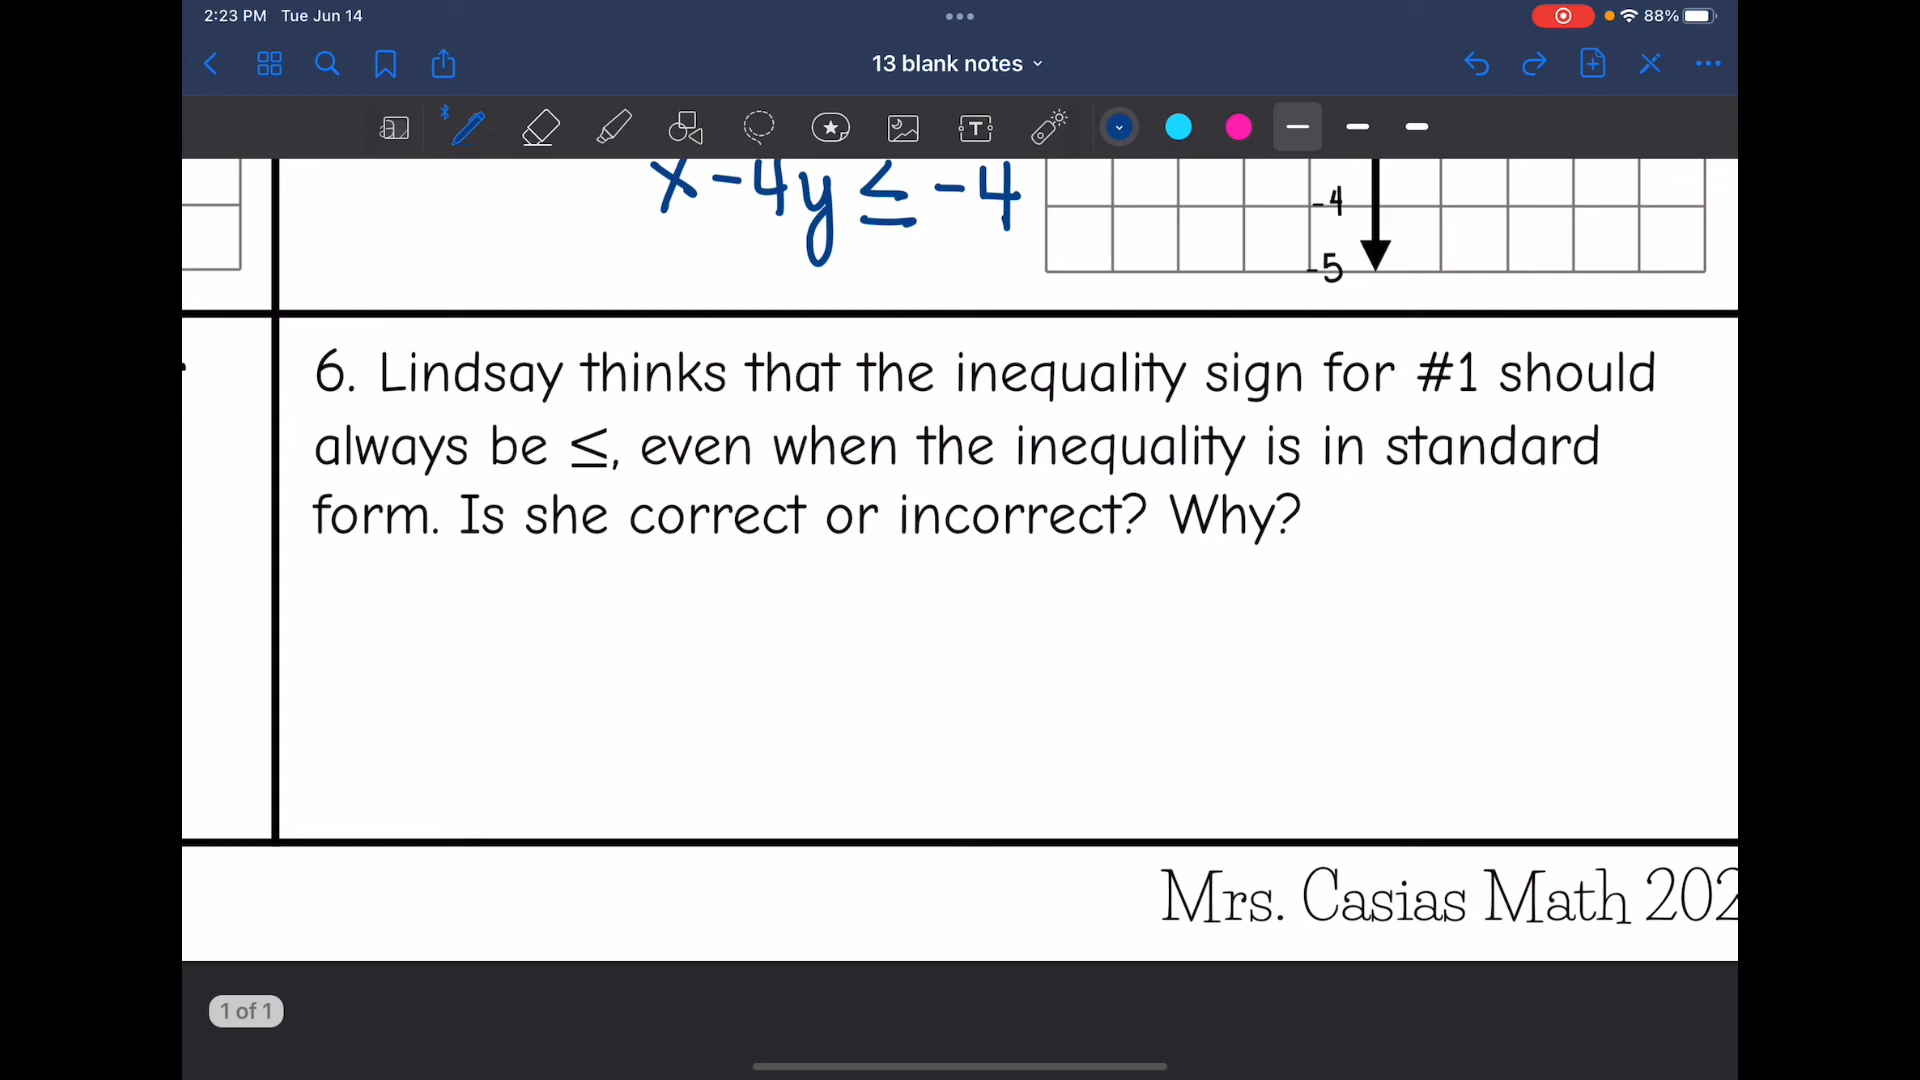 2:23 PM Tue Jun 14
88%
13 blank notes
T
x - 4y ≤ -4
-4
-5
6. Lindsay thinks that the inequality sign for #1 should
always be ≤, even when the inequality is in standard
form. Is she correct or incorrect? Why?
Mrs. Casias Math 202
1 of 1